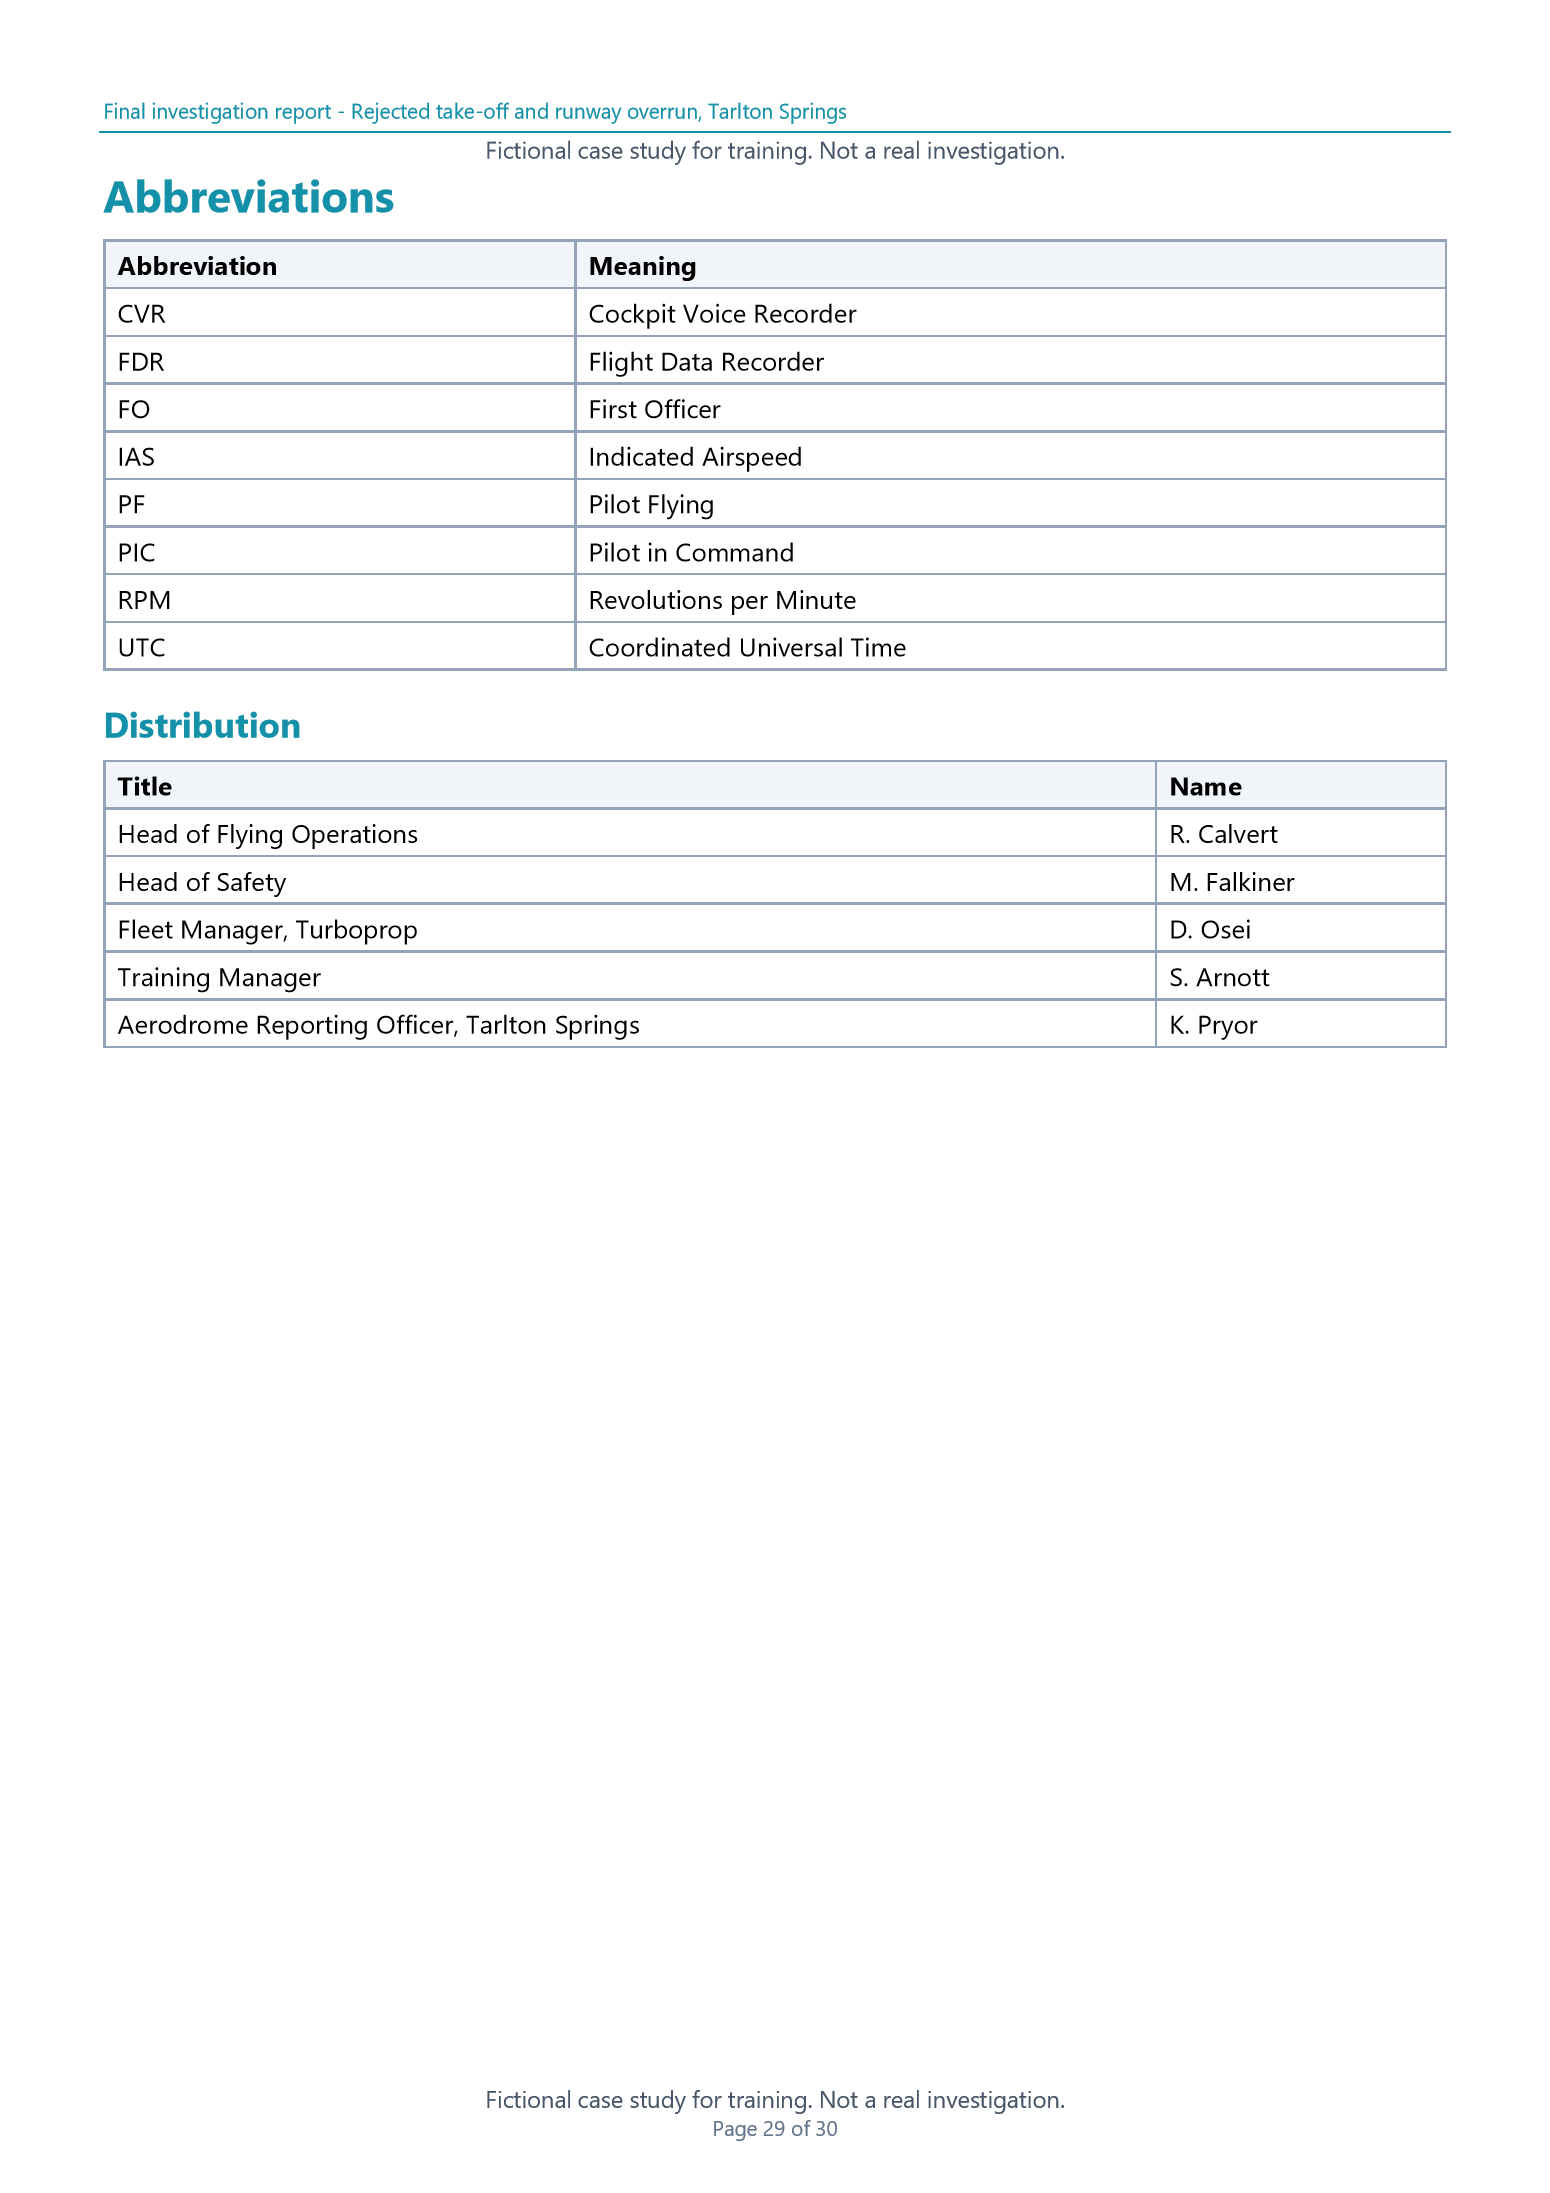 Final investigation report - Rejected take-off and runway overrun, Tarlton Springs
Fictional case study for training. Not a real investigation.
Abbreviations
Abbreviation Meaning
CVR Cockpit Voice Recorder
FDR Flight Data Recorder
FO First Officer
IAS Indicated Airspeed
PF Pilot Flying
PIC Pilot in Command
RPM Revolutions per Minute
UTC Coordinated Universal Time
Distribution
Title Name
Head of Flying Operations R. Calvert
Head of Safety M. Falkiner
Fleet Manager, Turboprop D. Osei
Training Manager S. Arnott
Aerodrome Reporting Officer, Tarlton Springs K. Pryor
Fictional case study for training. Not a real investigation.
Page 29 of 30